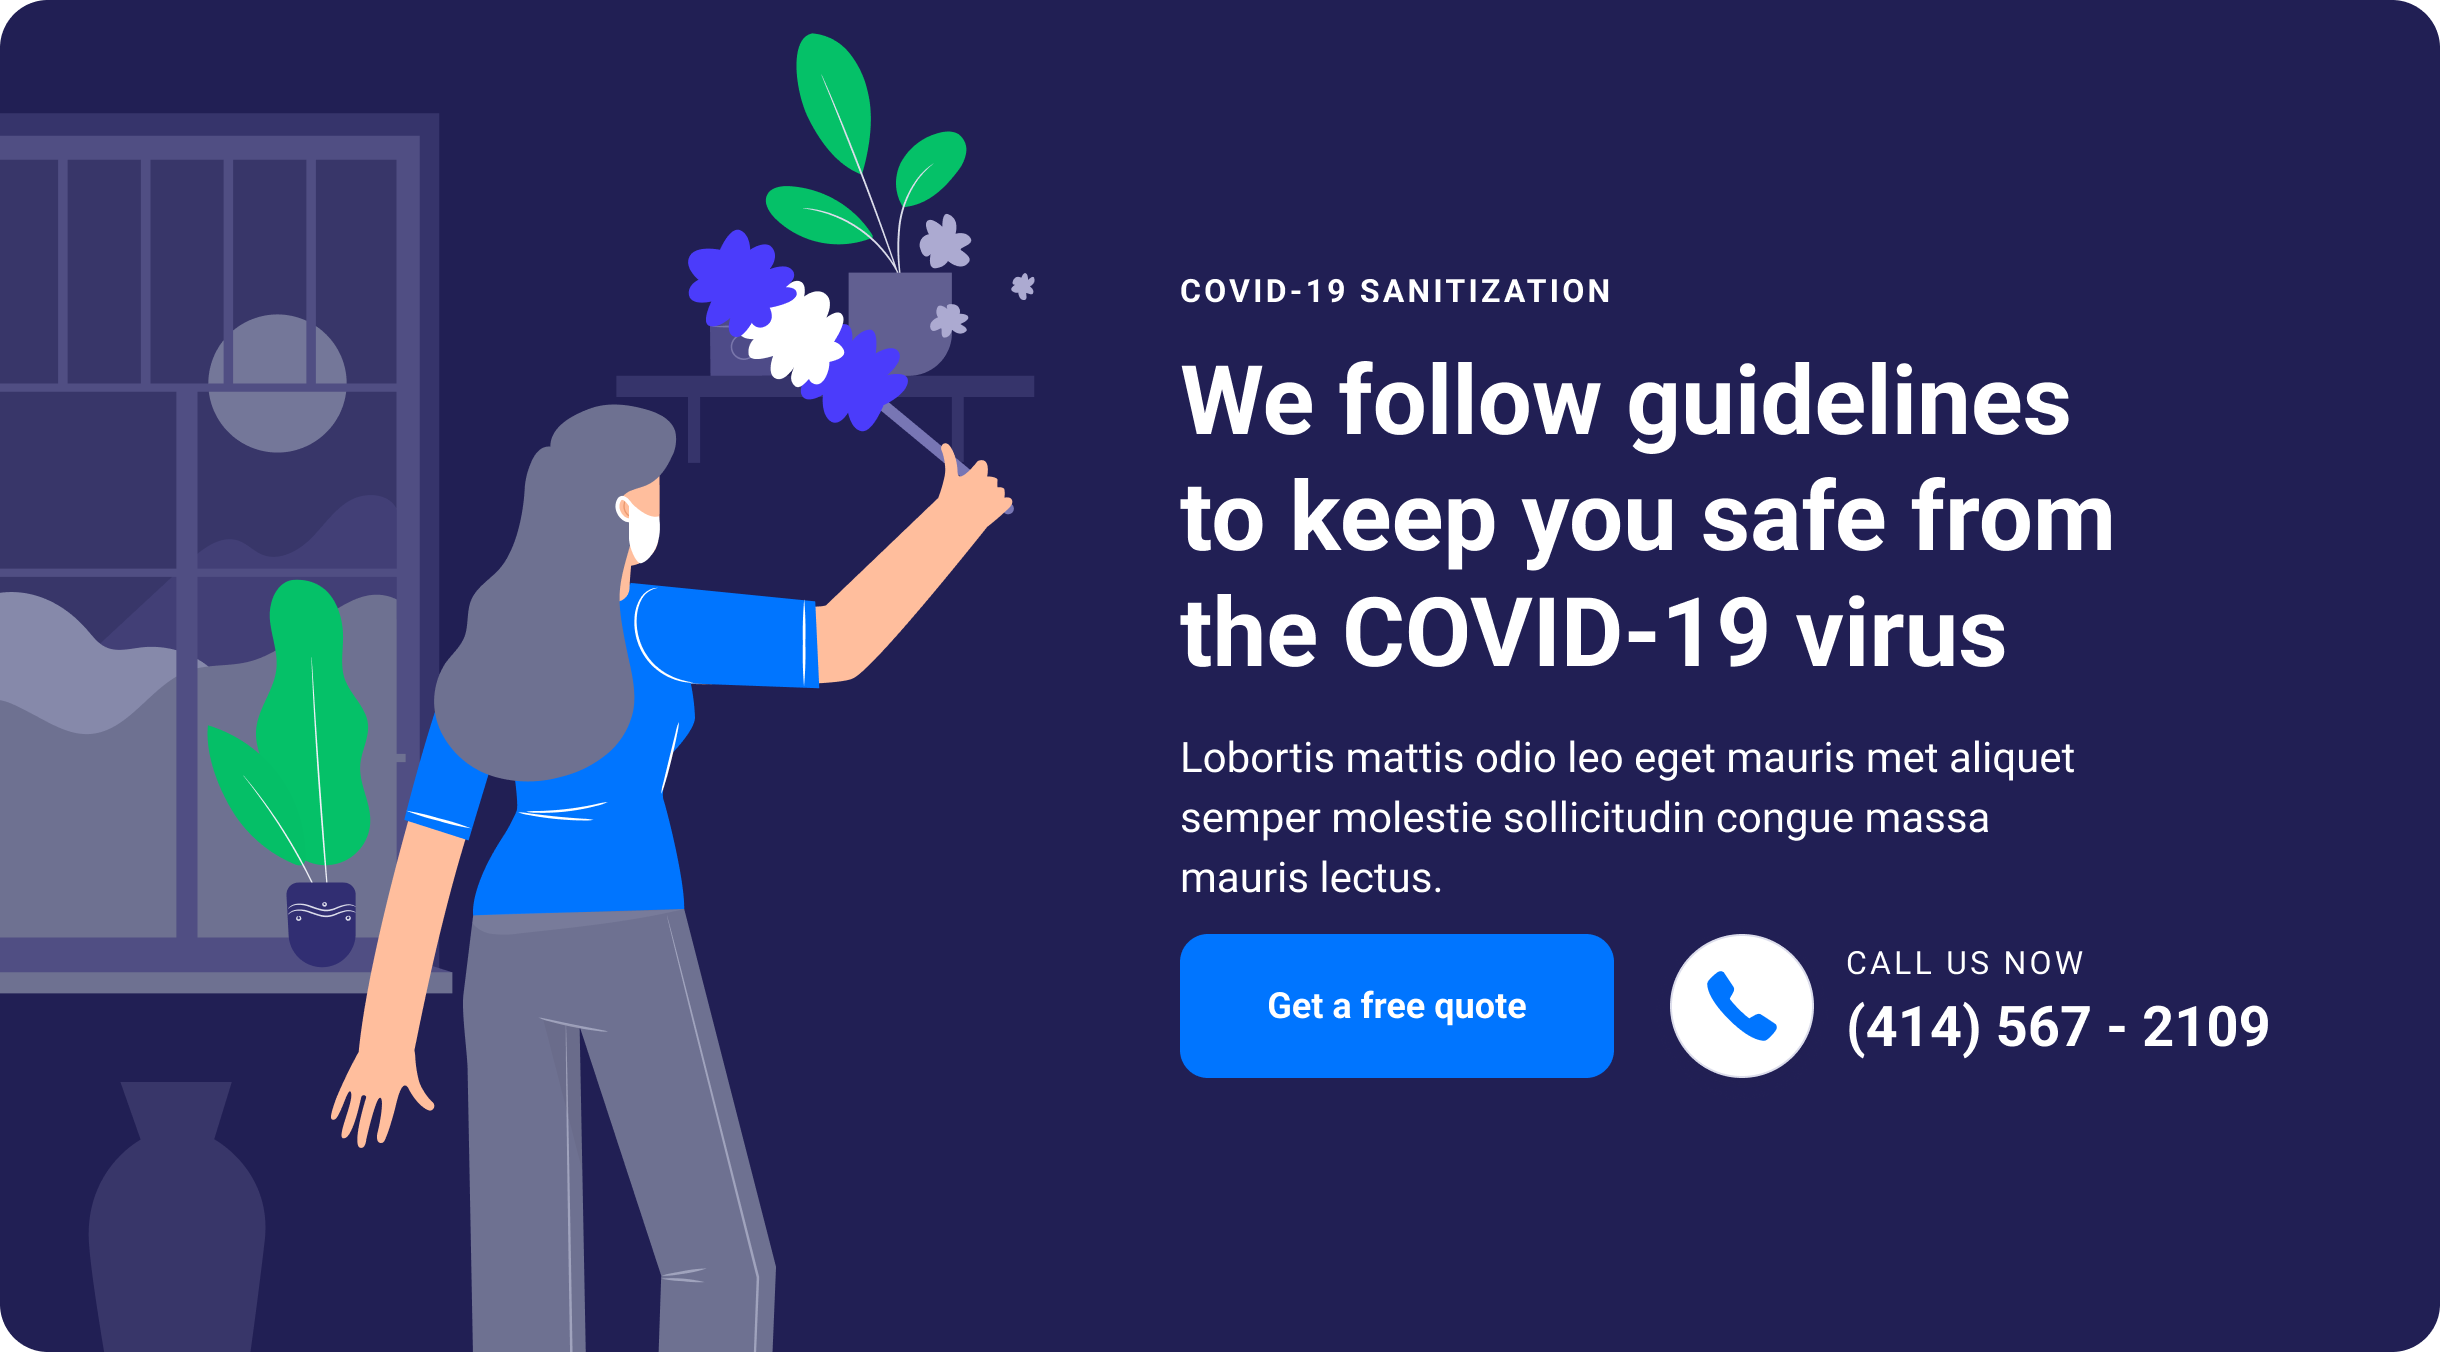 COVID-19 SANITIZATION
We follow guidelines
to keep you safe from
the COVID-19 virus
Lobortis mattis odio leo eget mauris met aliquet
semper molestie sollicitudin congue massa
mauris lectus.
Get a free quote
CALL US NOW
(414) 567 - 2109